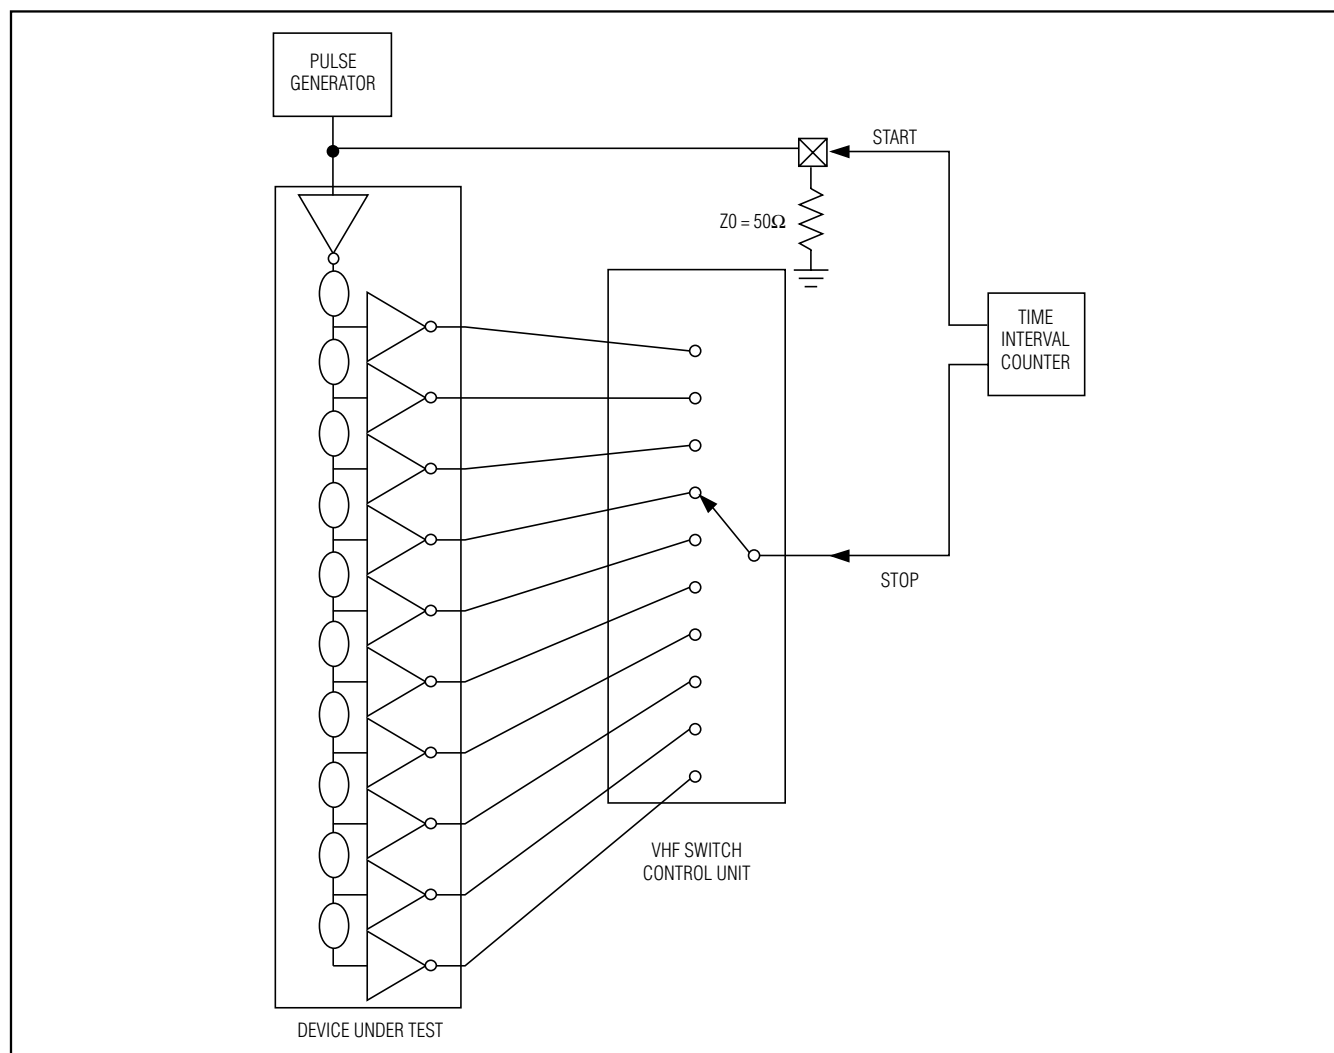 PULSE
GENERATOR
START
Z0 = 50Ω
TIME
INTERVAL
COUNTER
STOP
VHF SWITCH
CONTROL UNIT
DEVICE UNDER TEST